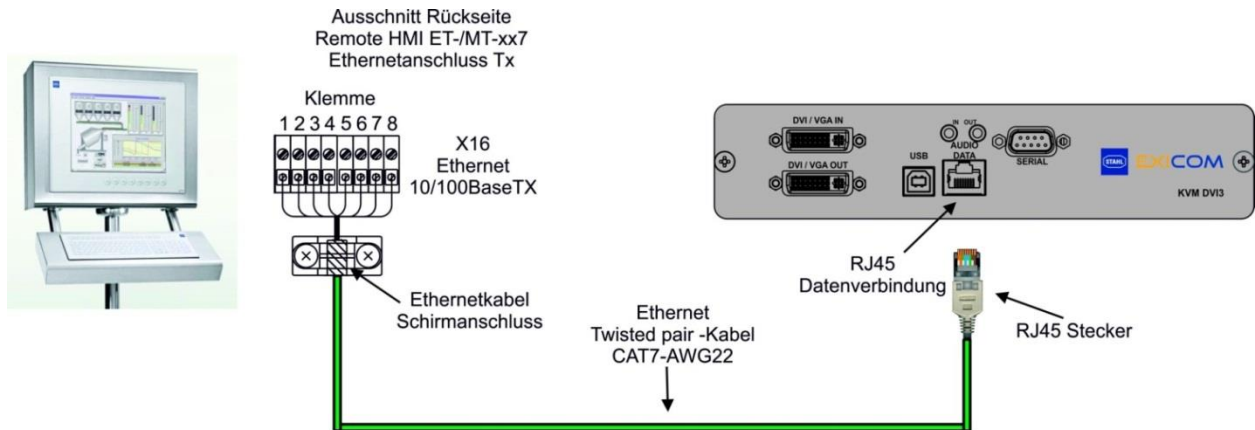 Ausschnitt Rückseite
Remote HMI ET-/MT-xx7
Ethernetanschluss Tx
Klemme
1 2 3 4 5 6 7 8
X16
Ethernet
10/100BaseTX
Ethernetkabel
Schirmanschluss
Ethernet
Twisted pair -Kabel
CAT7-AWG22
DVI / VGA IN
DVI / VGA OUT
USB
IN OUT
AUDIO
DATA
SERIAL
STAHL EXICOM
KVM DVI3
RJ45
Datenverbindung
RJ45 Stecker